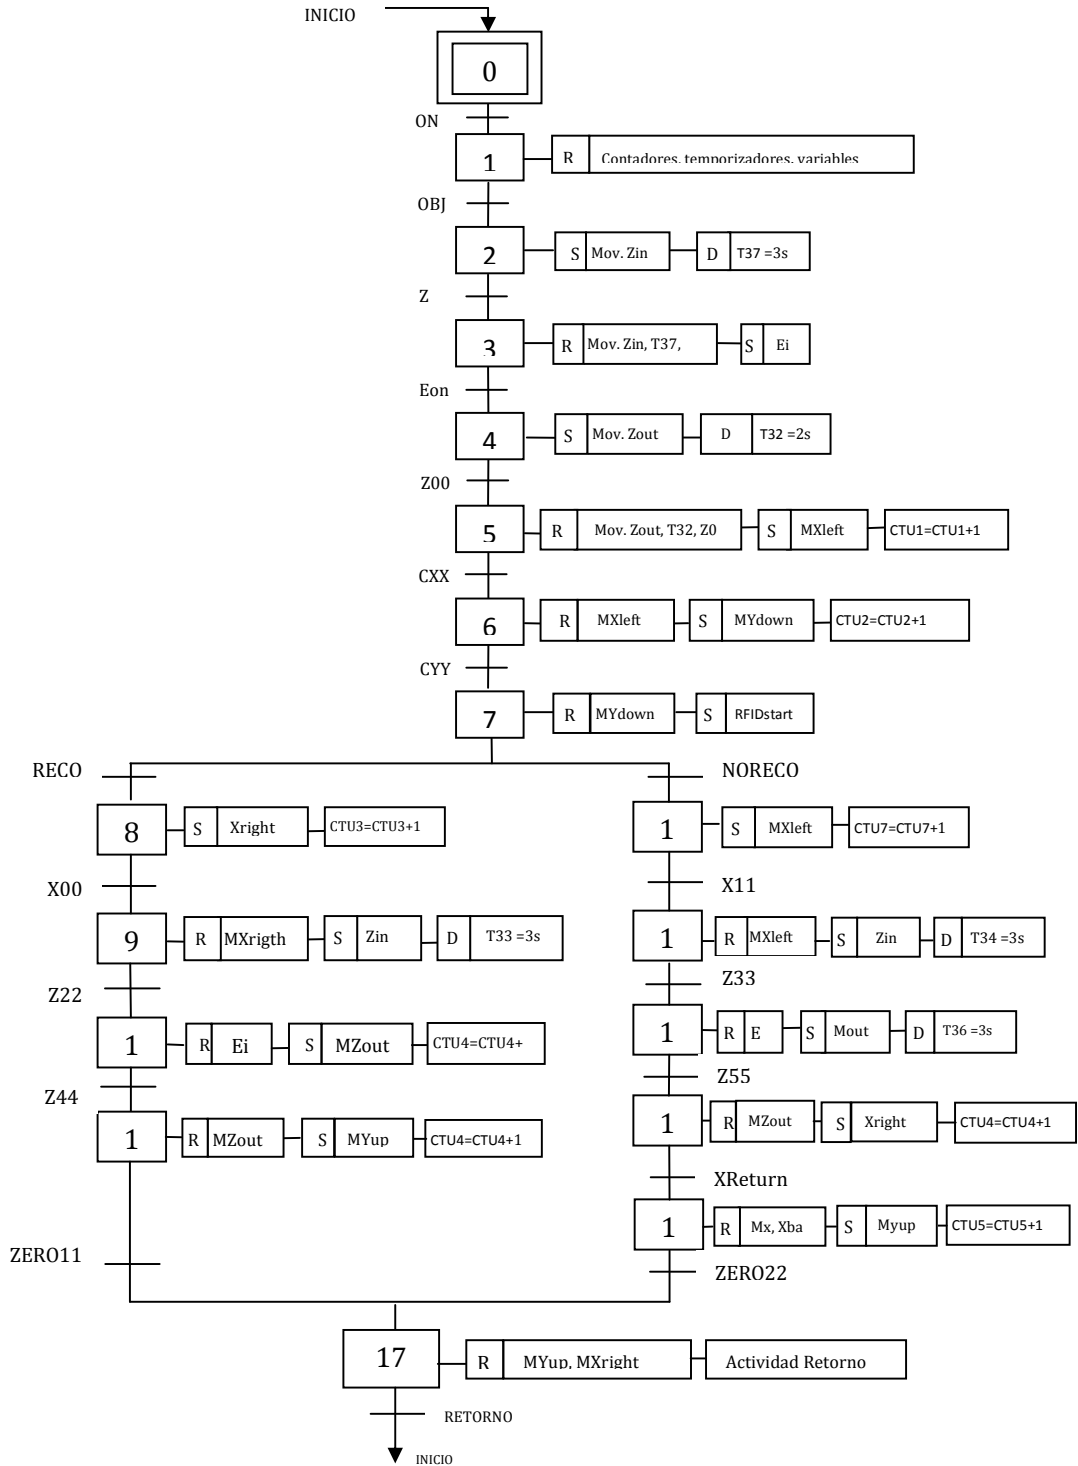 INICIO
0
ON
1 R Contadores, temporizadores, variables
OBJ
2 S Mov. Zin D T37 =3s
Z
3 R Mov. Zin, T37, S Ei
Eon
4 S Mov. Zout D T32 =2s
Z00
5 R Mov. Zout, T32, Z0 S MXleft CTU1=CTU1+1
CXX
6 R MXleft S MYdown CTU2=CTU2+1
CYY
7 R MYdown S RFIDstart
RECO
8 S Xright CTU3=CTU3+1
X00
9 R MXrigth S Zin D T33 =3s
Z22
1 R Ei S MZout CTU4=CTU4+
Z44
1 R MZout S MYup CTU4=CTU4+1
ZERO11
NORECO
1 S MXleft CTU7=CTU7+1
X11
1 R MXleft S Zin D T34 =3s
Z33
1 R E S Mout D T36 =3s
Z55
1 R MZout S Xright CTU4=CTU4+1
XReturn
1 R Mx, Xba S Myup CTU5=CTU5+1
ZERO22
17 R MYup, MXright Actividad Retorno
RETORNO
INICIO